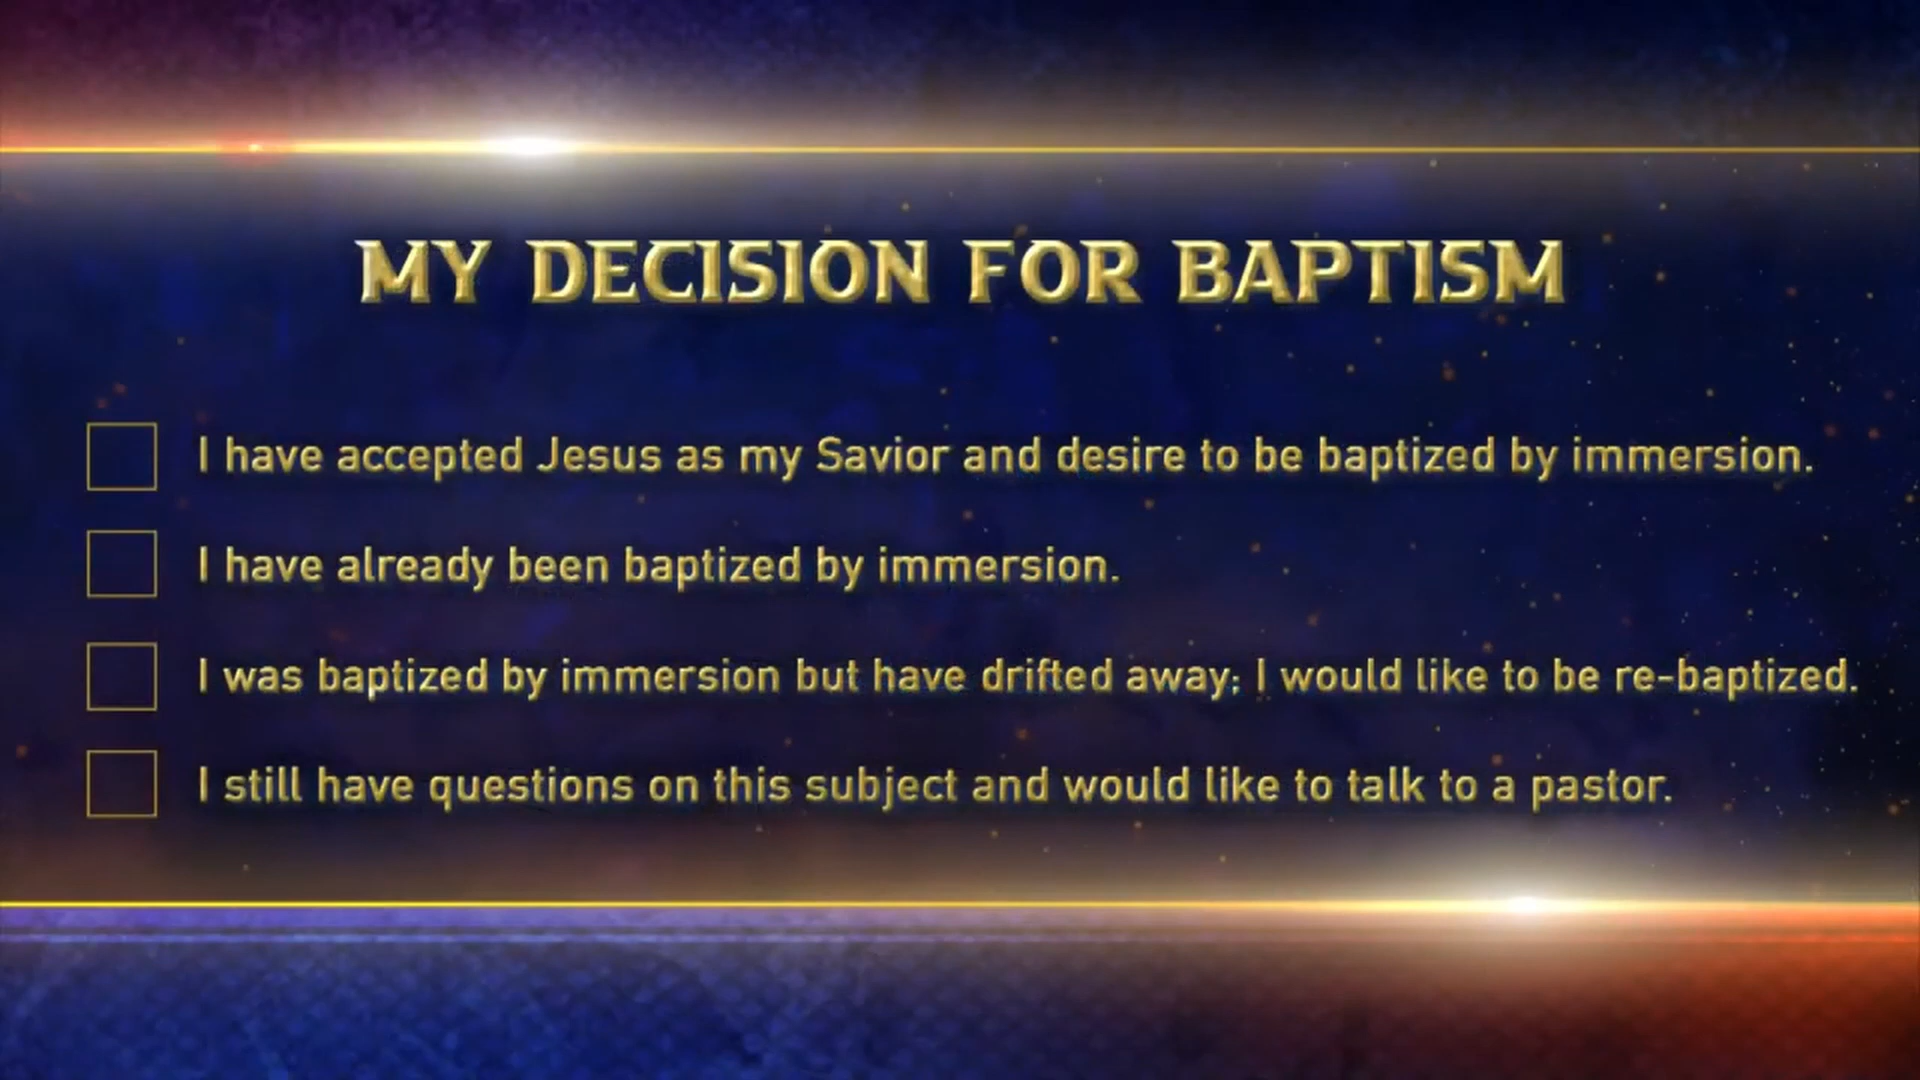 MY DECISION FOR BAPTISM
I have accepted Jesus as my Savior and desire to be baptized by immersion.
I have already been baptized by immersion.
I was baptized by immersion but have drifted away; I would like to be re-baptized.
I still have questions on this subject and would like to talk to a pastor.